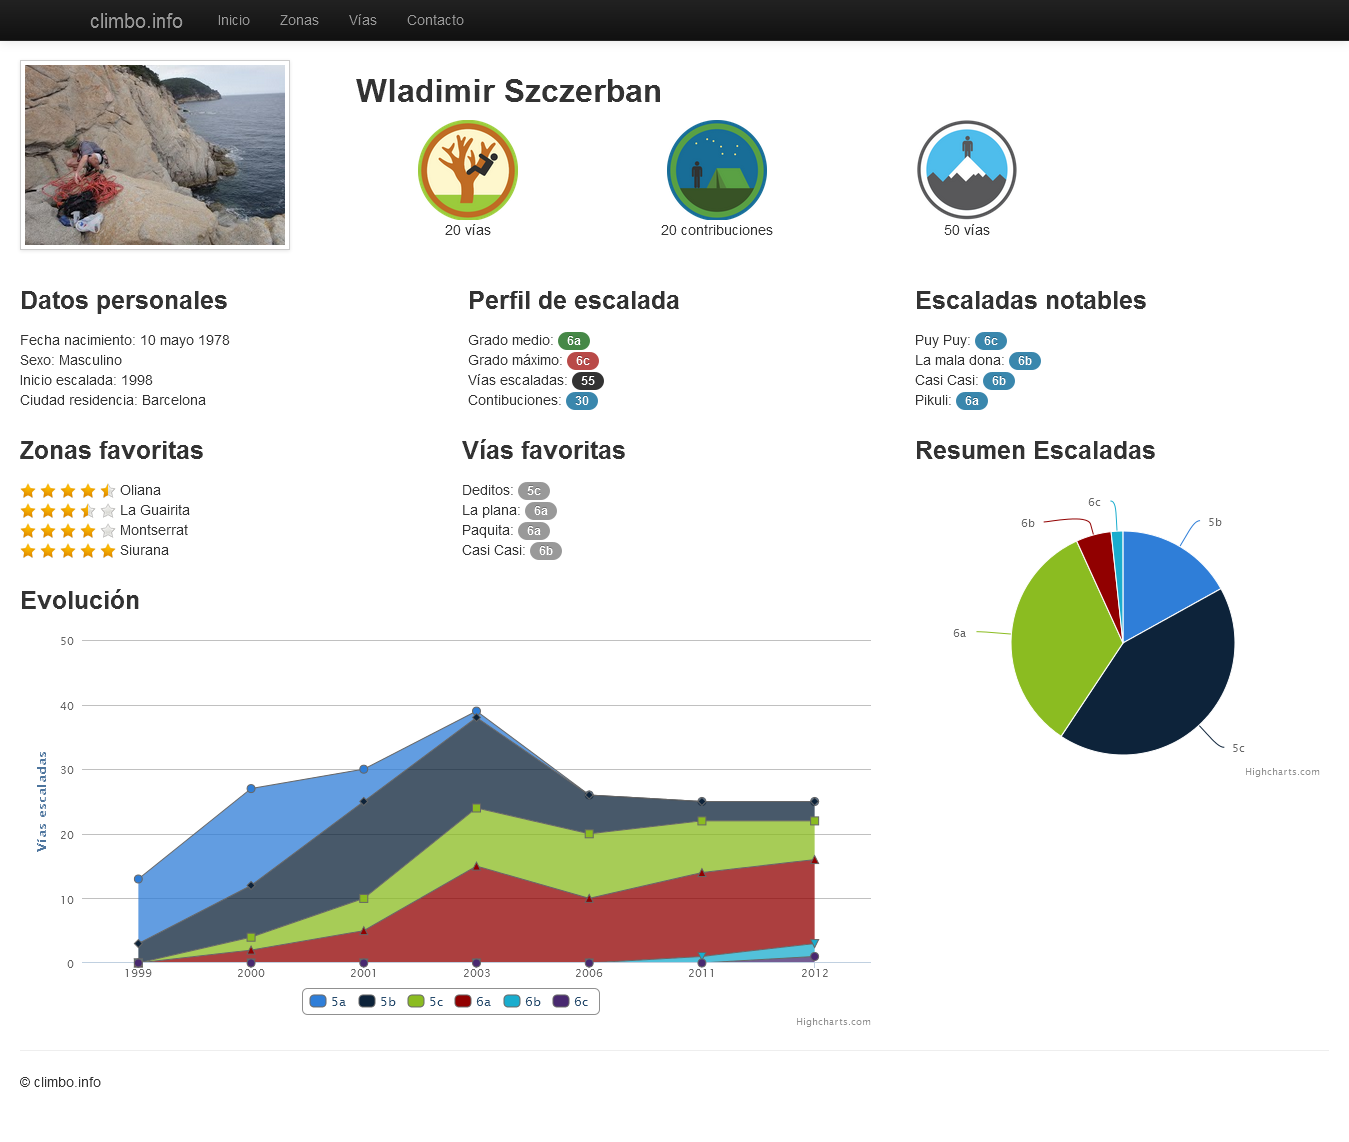 climbo.info Inicio Zonas Vías Contacto
Wladimir Szczerban
20 vías
20 contribuciones
50 vías
Datos personales
Fecha nacimiento: 10 mayo 1978
Sexo: Masculino
Inicio escalada: 1998
Ciudad residencia: Barcelona
Perfil de escalada
Grado medio: 6a
Grado máximo: 6c
Vías escaladas: 55
Contibuciones: 30
Escaladas notables
Puy Puy: 6c
La mala dona: 6b
Casi Casi: 6b
Pikuli: 6a
Zonas favoritas
Oliana
La Guairita
Montserrat
Siurana
Vías favoritas
Deditos: 5c
La plana: 6a
Paquita: 6a
Casi Casi: 6b
Resumen Escaladas
6c
6b
5b
6a
5c
Highcharts.com
Evolución
Vías escaladas
50
40
30
20
10
0
1999 2000 2001 2003 2006 2011 2012
5a 5b 5c 6a 6b 6c
Highcharts.com
© climbo.info